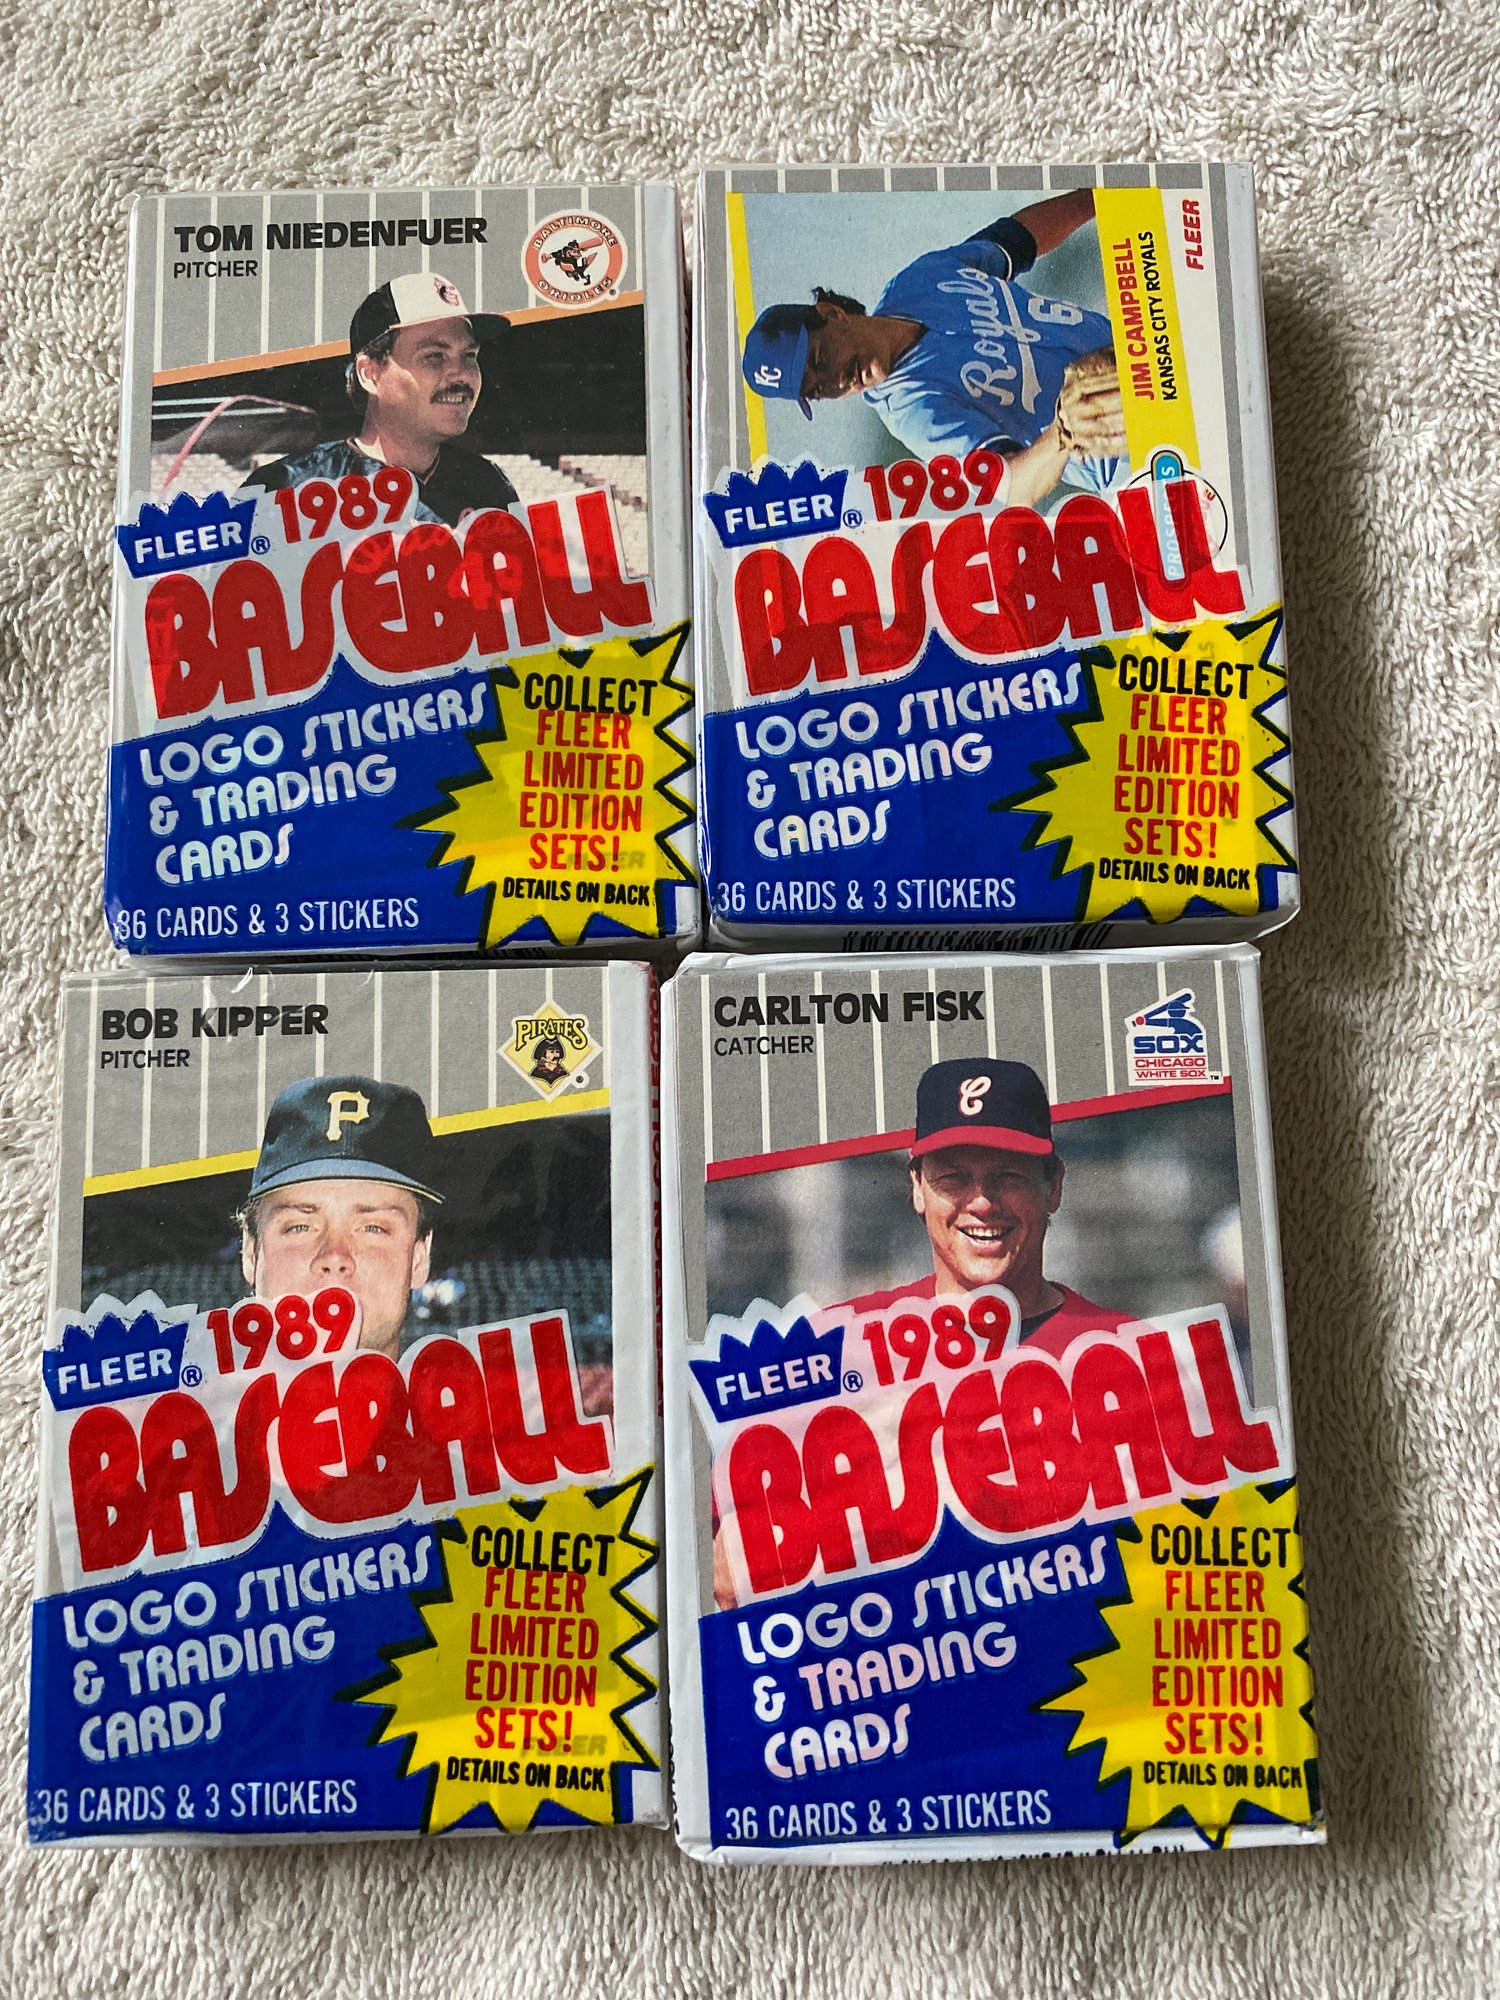 TOM NIEDENFUER
PITCHER
BALTIMORE
ORIOLES
FLEER® 1989
BASEBALL
LOGO STICKERS
& TRADING
CARDS
COLLECT
FLEER
LIMITED
EDITION
SETS!
DETAILS ON BACK
36 CARDS & 3 STICKERS
KC
Royals
6
JIM CAMPBELL
KANSAS CITY ROYALS
FLEER
FLEER® 1989
BASEBALL
LOGO STICKERS
& TRADING
CARDS
COLLECT
FLEER
LIMITED
EDITION
SETS!
DETAILS ON BACK
36 CARDS & 3 STICKERS
BOB KIPPER
PITCHER
PIRATES
P
FLEER® 1989
BASEBALL
LOGO STICKERS
& TRADING
CARDS
COLLECT
FLEER
LIMITED
EDITION
SETS!
DETAILS ON BACK
36 CARDS & 3 STICKERS
CARLTON FISK
CATCHER
SOX
CHICAGO
WHITE SOX™
C
FLEER® 1989
BASEBALL
LOGO STICKERS
& TRADING
CARDS
COLLECT
FLEER
LIMITED
EDITION
SETS!
DETAILS ON BACK
36 CARDS & 3 STICKERS